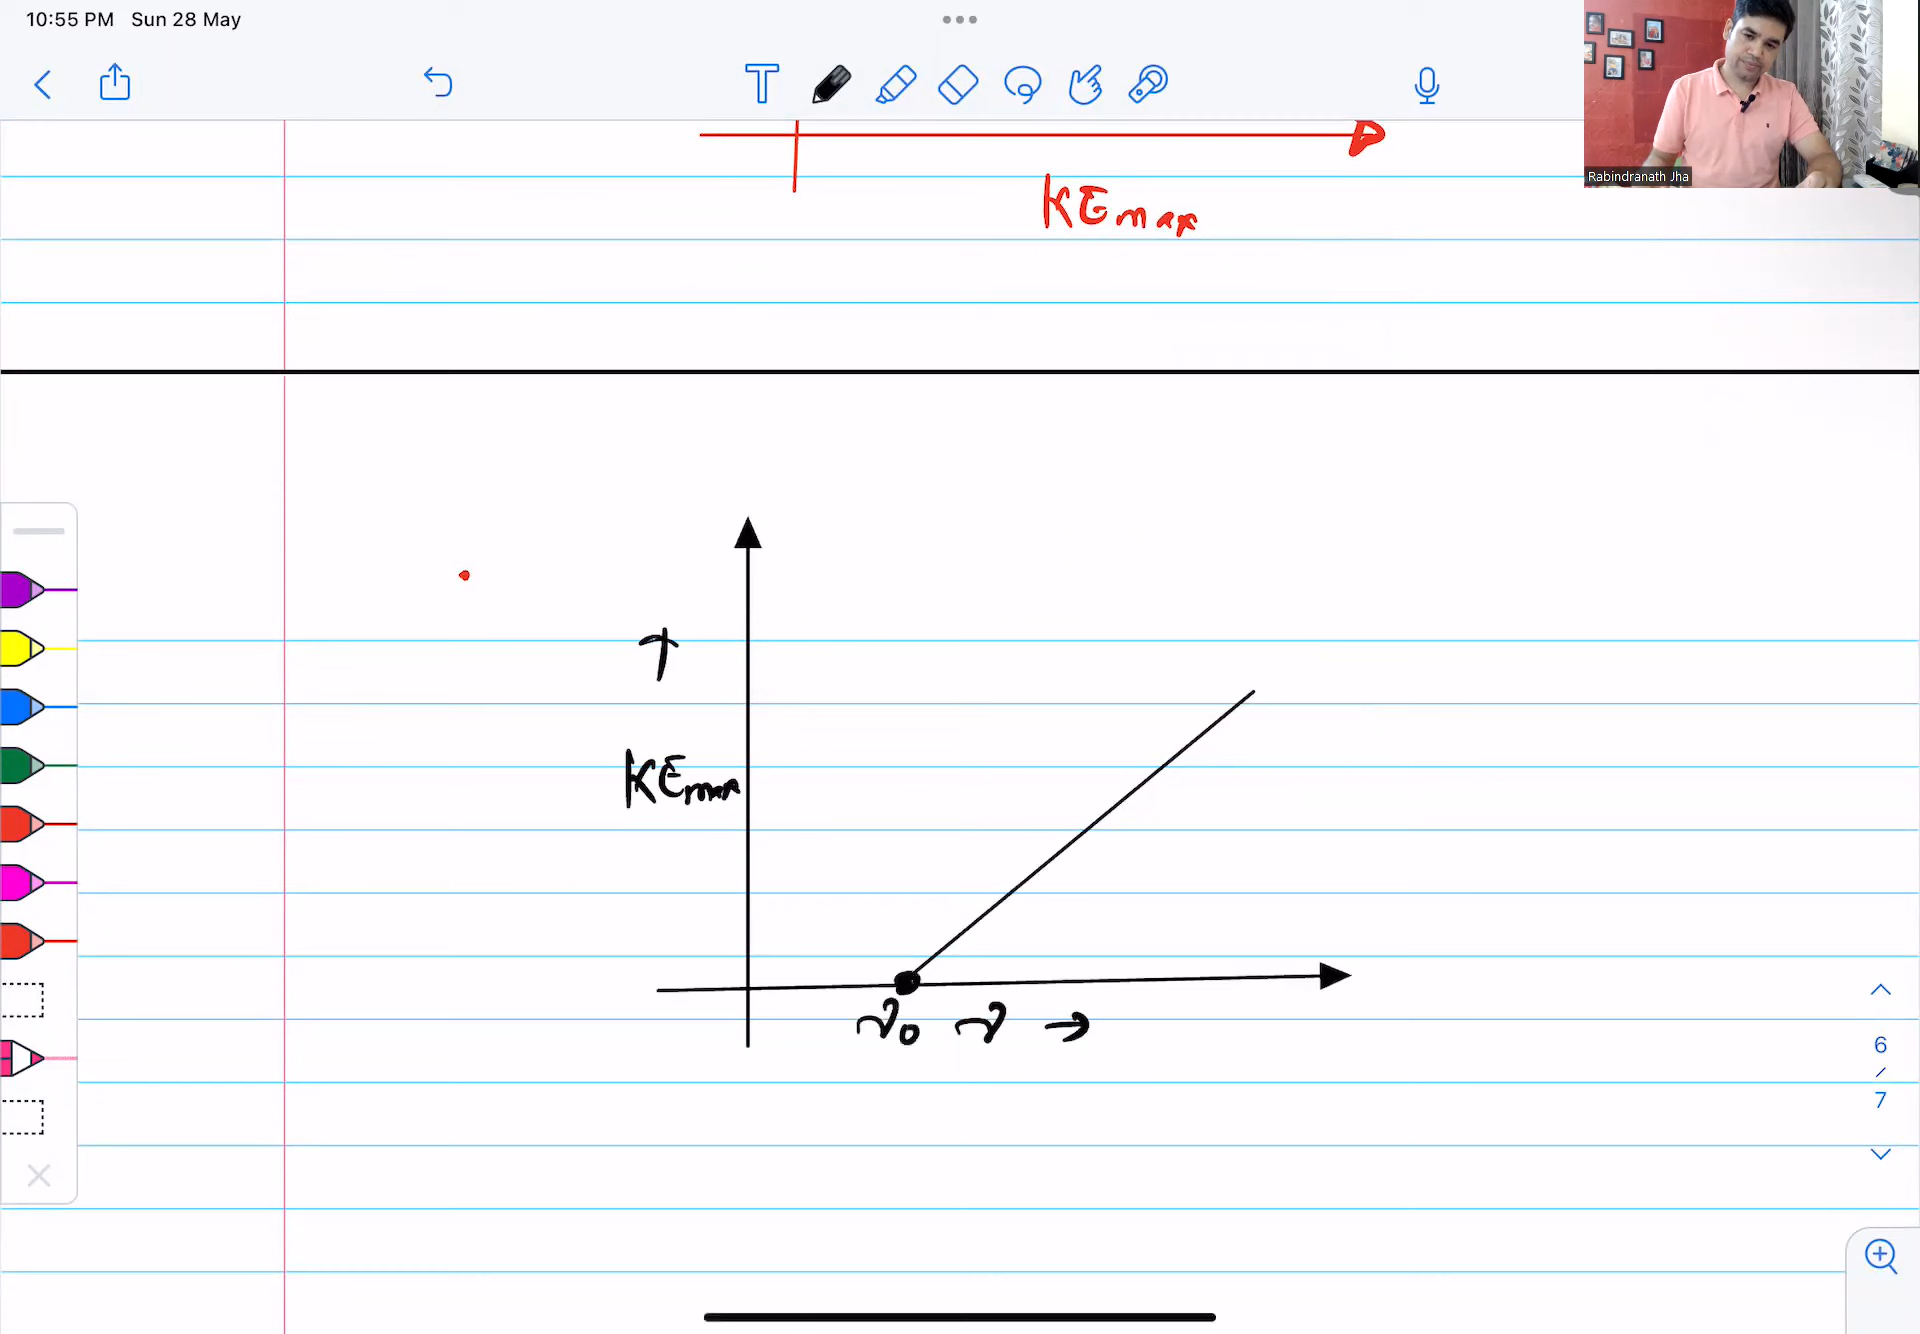 10:55 PM Sun 28 May
T
Rabindranath Jha
KEmax
↑
KEmax
ν₀ ν →
6
/
7